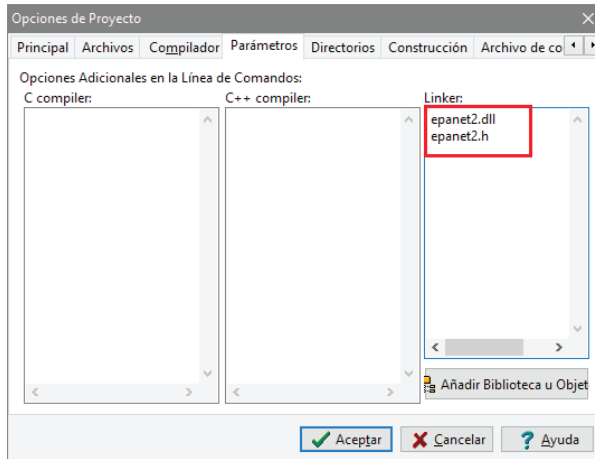 Opciones de Proyecto
Principal Archivos Compilador Parámetros Directorios Construcción Archivo de co
Opciones Adicionales en la Línea de Comandos:
C compiler: C++ compiler: Linker:
epanet2.dll
epanet2.h
Añadir Biblioteca u Objet
Aceptar Cancelar Ayuda